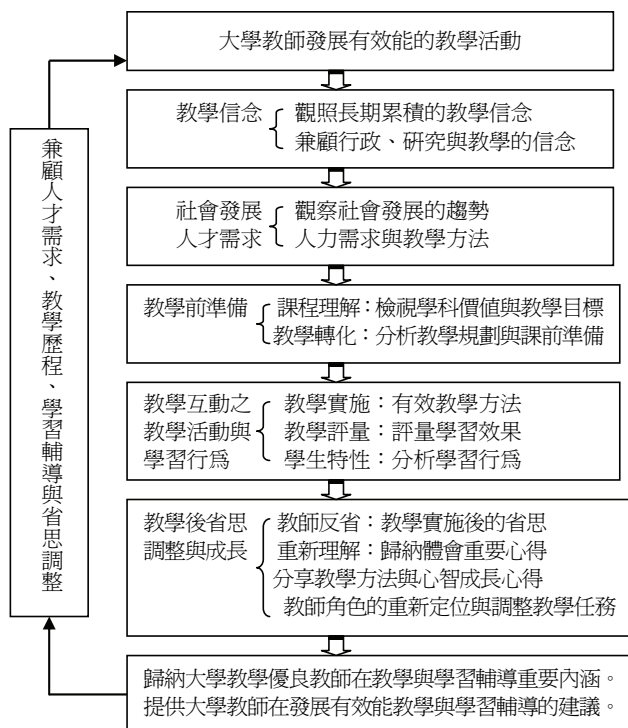 大學教師發展有效能的教學活動
教學信念
觀照長期累積的教學信念
兼顧行政、研究與教學的信念
社會發展
人才需求
觀察社會發展的趨勢
人力需求與教學方法
教學前準備
課程理解：檢視學科價值與教學目標
教學轉化：分析教學規劃與課前準備
教學互動之
教學活動與
學習行為
教學實施：有效教學方法
教學評量：評量學習效果
學生特性：分析學習行為
教學後省思
調整與成長
教師反省：教學實施後的省思
重新理解：歸納體會重要心得
分享教學方法與心智成長心得
教師角色的重新定位與調整教學任務
歸納大學教學優良教師在教學與學習輔導重要內涵。
提供大學教師在發展有效能教學與學習輔導的建議。
兼顧人才需求、教學歷程、學習輔導與省思調整